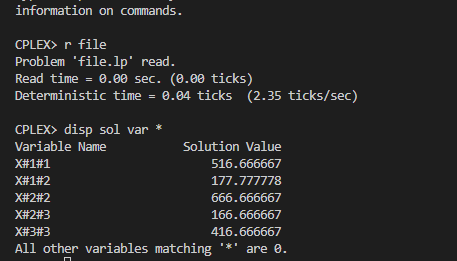 information on commands.
CPLEX> r file
Problem 'file.lp' read.
Read time = 0.00 sec. (0.00 ticks)
Deterministic time = 0.04 ticks  (2.35 ticks/sec)
CPLEX> disp sol var *
Variable Name           Solution Value
X#1#1                       516.666667
X#1#2                       177.777778
X#2#2                       666.666667
X#2#3                       166.666667
X#3#3                       416.666667
All other variables matching '*' are 0.